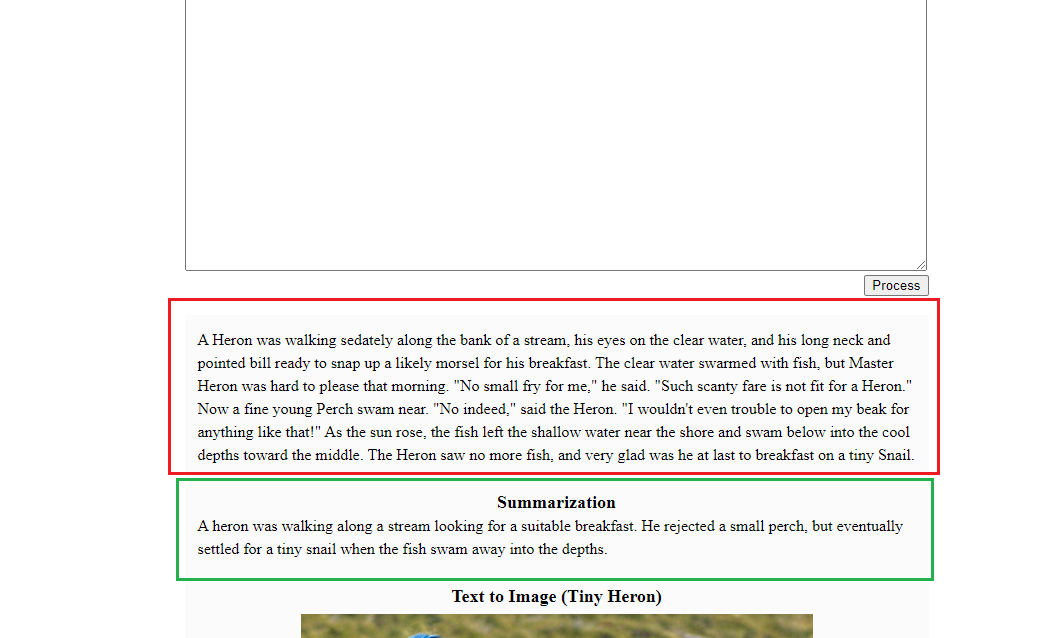 Process
A Heron was walking sedately along the bank of a stream, his eyes on the clear water, and his long neck and
pointed bill ready to snap up a likely morsel for his breakfast. The clear water swarmed with fish, but Master
Heron was hard to please that morning. "No small fry for me," he said. "Such scanty fare is not fit for a Heron."
Now a fine young Perch swam near. "No indeed," said the Heron. "I wouldn't even trouble to open my beak for
anything like that!" As the sun rose, the fish left the shallow water near the shore and swam below into the cool
depths toward the middle. The Heron saw no more fish, and very glad was he at last to breakfast on a tiny Snail.
Summarization
A heron was walking along a stream looking for a suitable breakfast. He rejected a small perch, but eventually
settled for a tiny snail when the fish swam away into the depths.
Text to Image (Tiny Heron)